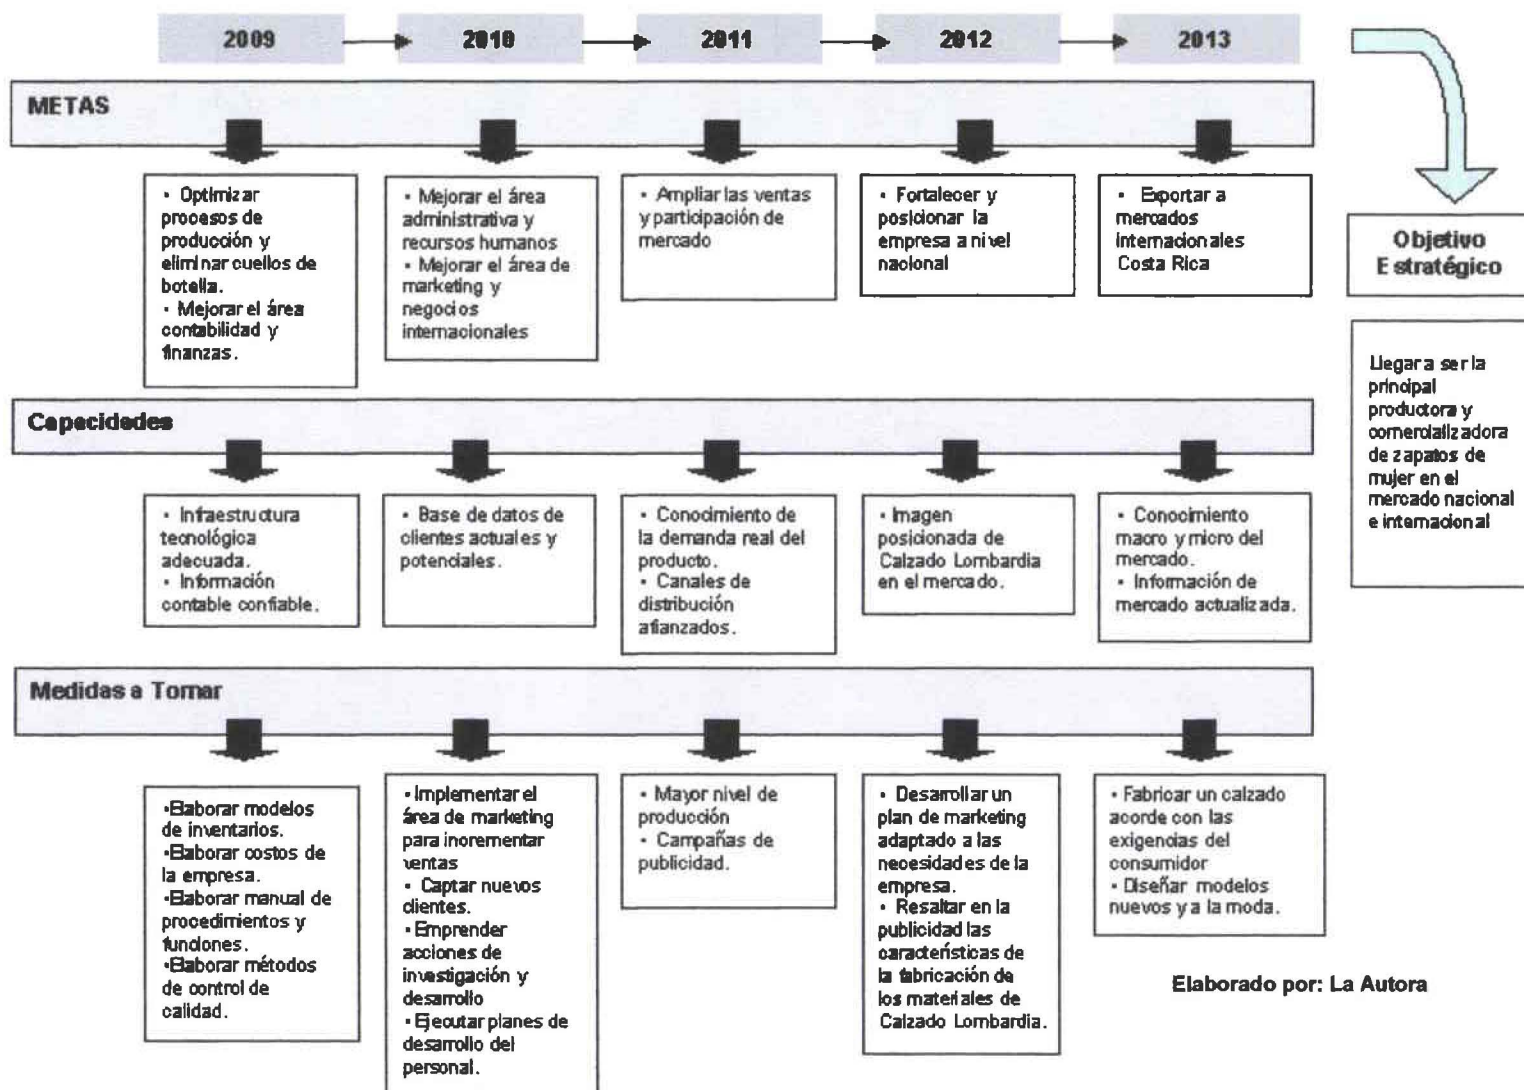 2009
2010
2011
2012
2013
METAS
• Optimizar
procesos de
producción y
eliminar cuellos de
botella.
• Mejorar el área
contabilidad y
finanzas.
• Mejorar el área
administrativa y
recursos humanos
• Mejorar el área de
marketing y
negocios
internacionales
• Ampliar las ventas
y participación de
mercado
• Fortalecer y
posicionar la
empresa a nivel
nacional
• Exportar a
mercados
internacionales
Costa Rica
Objetivo
Estratégico
Llegar a ser la
principal
productora y
comercializadora
de zapatos de
mujer en el
mercado nacional
e internacional
Capacidades
• Infraestructura
tecnológica
adecuada.
• Información
contable confiable.
• Base de datos de
clientes actuales y
potenciales.
• Conocimiento de
la demanda real del
producto.
• Canales de
distribución
afianzados.
• Imagen
posicionada de
Calzado Lombardia
en el mercado.
• Conocimiento
macro y micro del
mercado.
• Información de
mercado actualizada.
Medidas a Tomar
•Elaborar modelos
de inventarios.
•Elaborar costos de
la empresa.
•Elaborar manual de
procedimientos y
funciones.
•Elaborar métodos
de control de
calidad.
•Implementar el
área de marketing
para incrementar
ventas
• Captar nuevos
clientes.
•Emprender
acciones de
investigación y
desarrollo
•Ejecutar planes de
desarrollo del
personal.
• Mayor nivel de
producción
• Campañas de
publicidad.
• Desarrollar un
plan de marketing
adaptado a las
necesidades de la
empresa.
• Resaltar en la
publicidad las
características de
la fabricación de
los materiales de
Calzado Lombardia.
• Fabricar un calzado
acorde con las
exigencias del
consumidor
• Diseñar modelos
nuevos y a la moda.
Elaborado por: La Autora